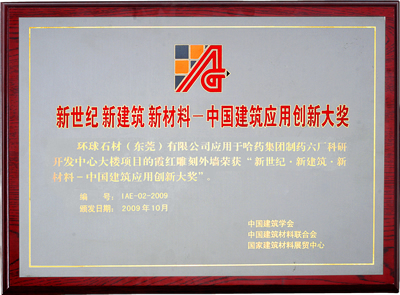 AG
新世纪 新建筑 新材料－中国建筑应用创新大奖
环球石材（东莞）有限公司应用于哈药集团制药六厂科研
开发中心大楼项目的霞红雕刻外墙荣获“新世纪·新建筑·新
材料－中国建筑应用创新大奖”。
编 号：IAE-02-2009
颁发日期：2009年10月
中国建筑学会
中国建筑材料联合会
国家建筑材料展贸中心